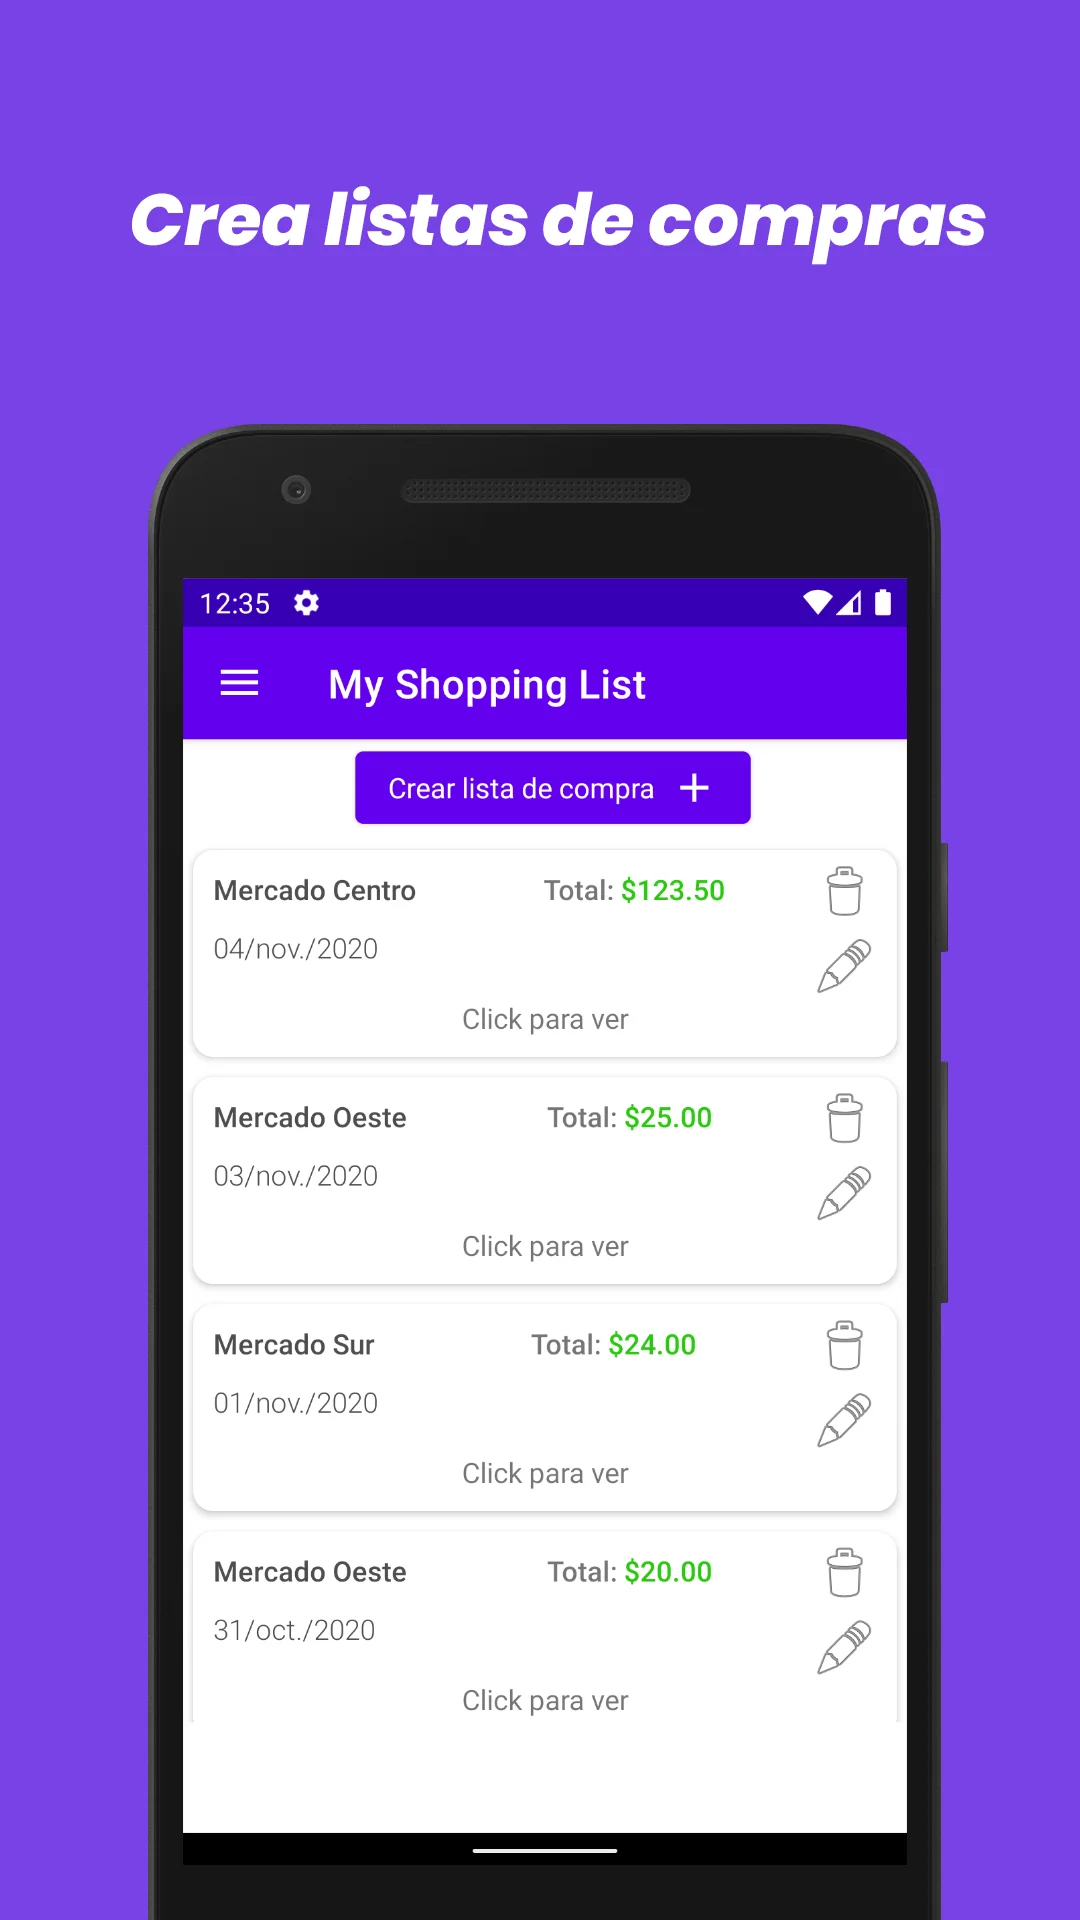 Crea listas de compras
12:35
My Shopping List
Crear lista de compra +
Mercado Centro Total: $123.50
04/nov./2020
Click para ver
Mercado Oeste Total: $25.00
03/nov./2020
Click para ver
Mercado Sur Total: $24.00
01/nov./2020
Click para ver
Mercado Oeste Total: $20.00
31/oct./2020
Click para ver